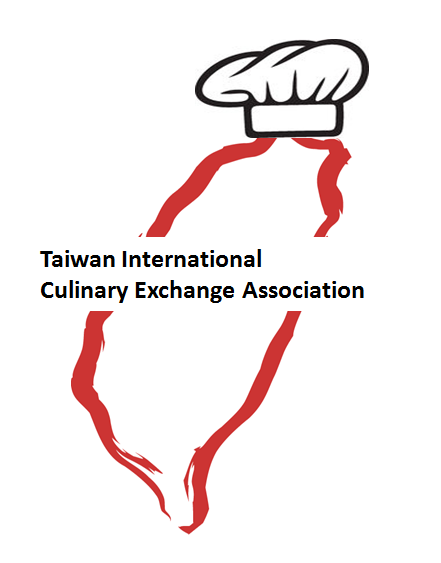 Taiwan International
Culinary Exchange Association